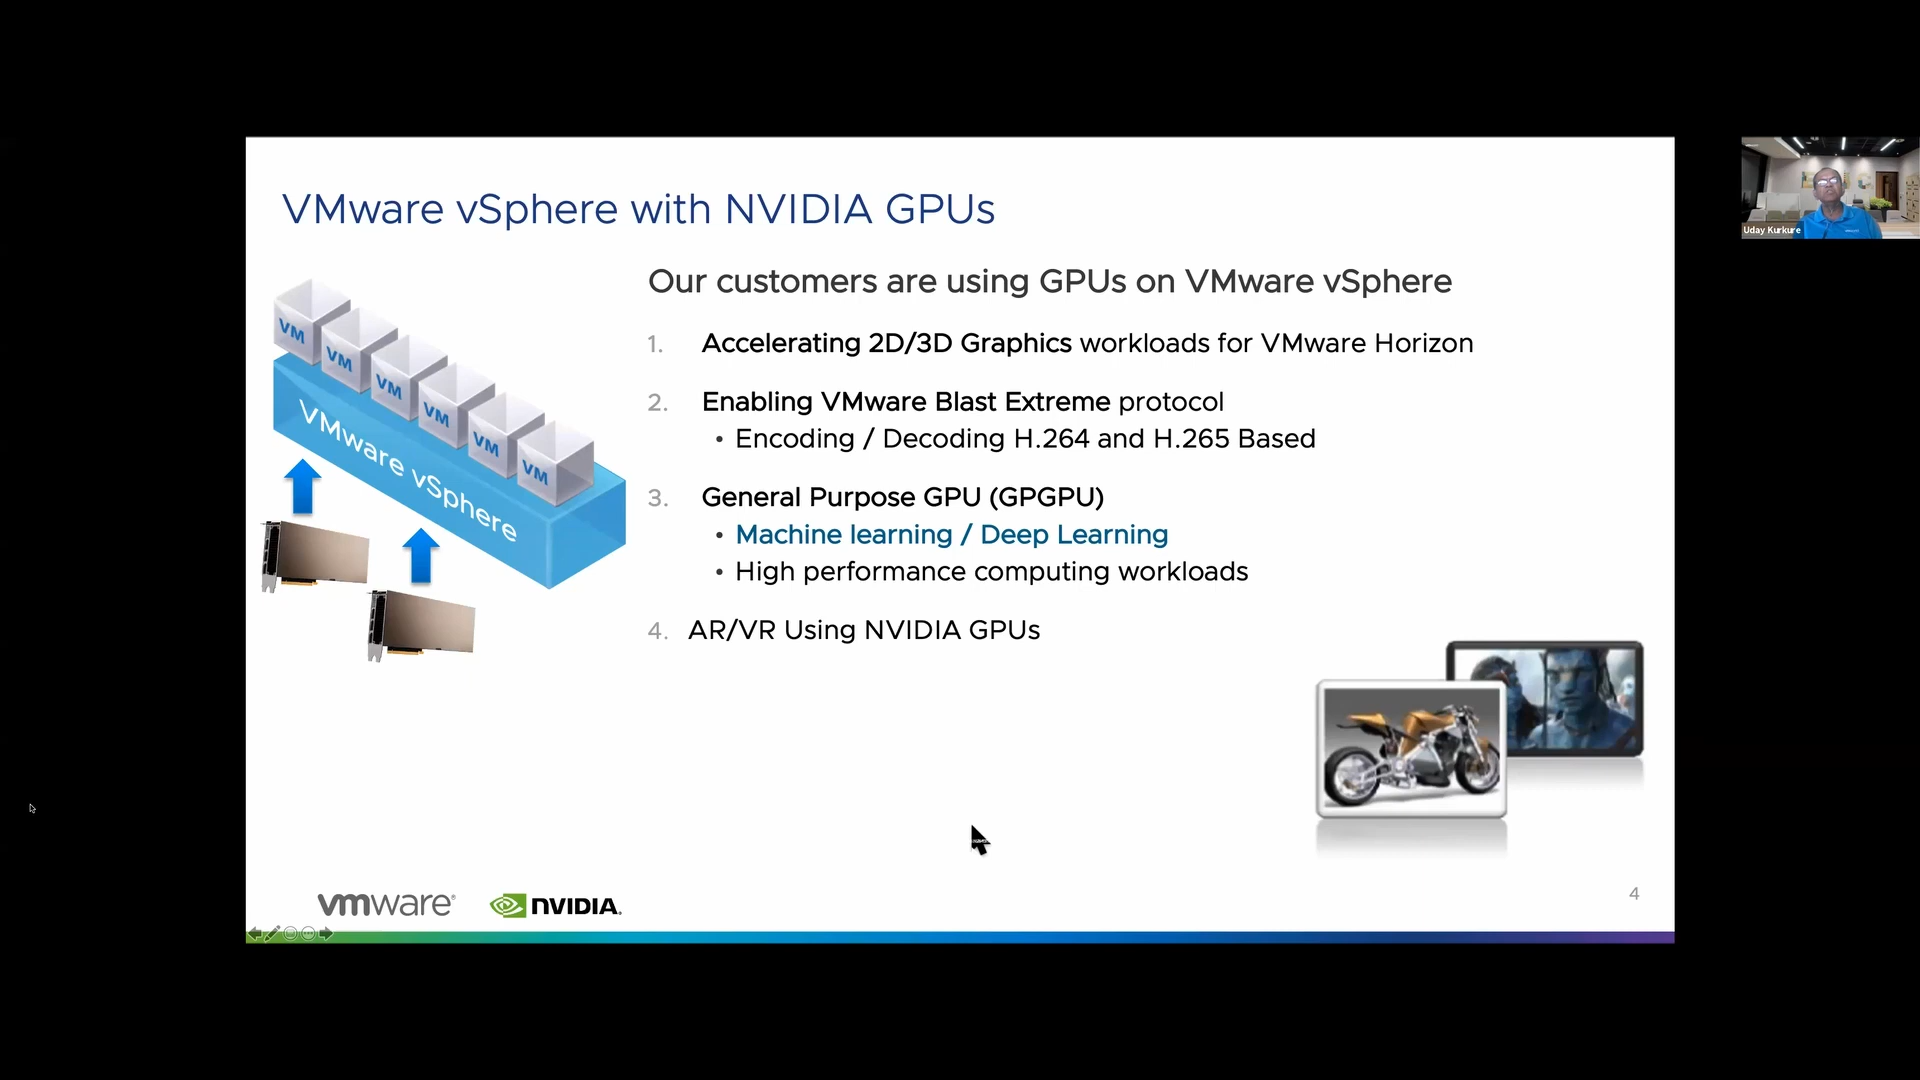 VMware vSphere with NVIDIA GPUs
Our customers are using GPUs on VMware vSphere
1. Accelerating 2D/3D Graphics workloads for VMware Horizon
2. Enabling VMware Blast Extreme protocol
• Encoding / Decoding H.264 and H.265 Based
3. General Purpose GPU (GPGPU)
• Machine learning / Deep Learning
• High performance computing workloads
4. AR/VR Using NVIDIA GPUs
VM
VM
VM
VM
VM
VM
VMware vSphere
Uday Kurkure
vmware®
NVIDIA.
4